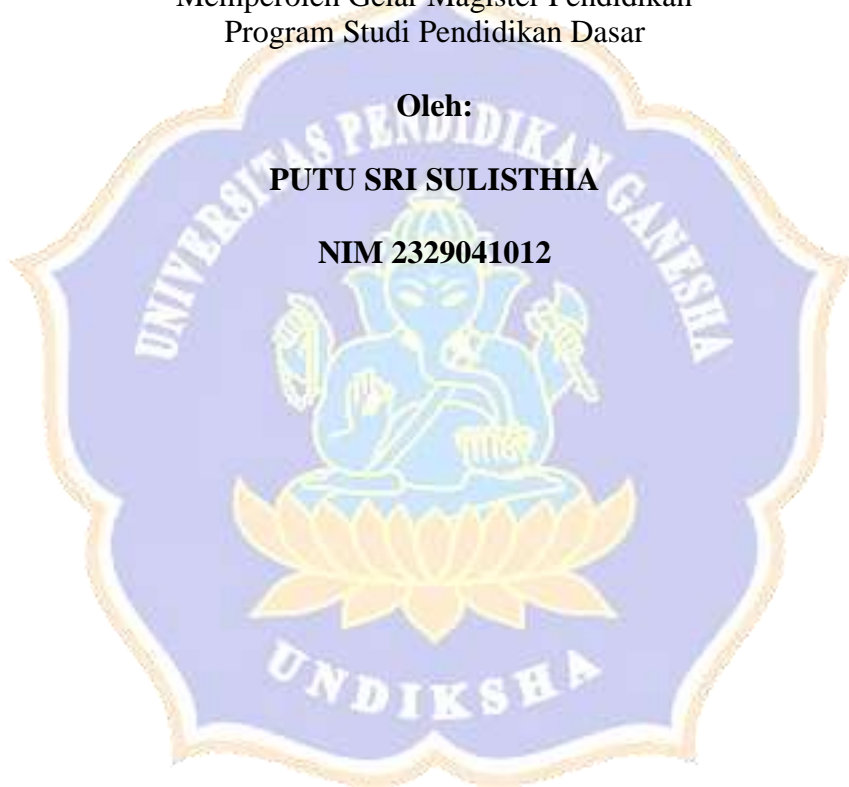 Memperoleh Gelar Magister Pendidikan
Program Studi Pendidikan Dasar
Oleh:
UNIVERSITAS PENDIDIKAN GANESHA
PUTU SRI SULISTHIA
NIM 2329041012
UNDIKSHA